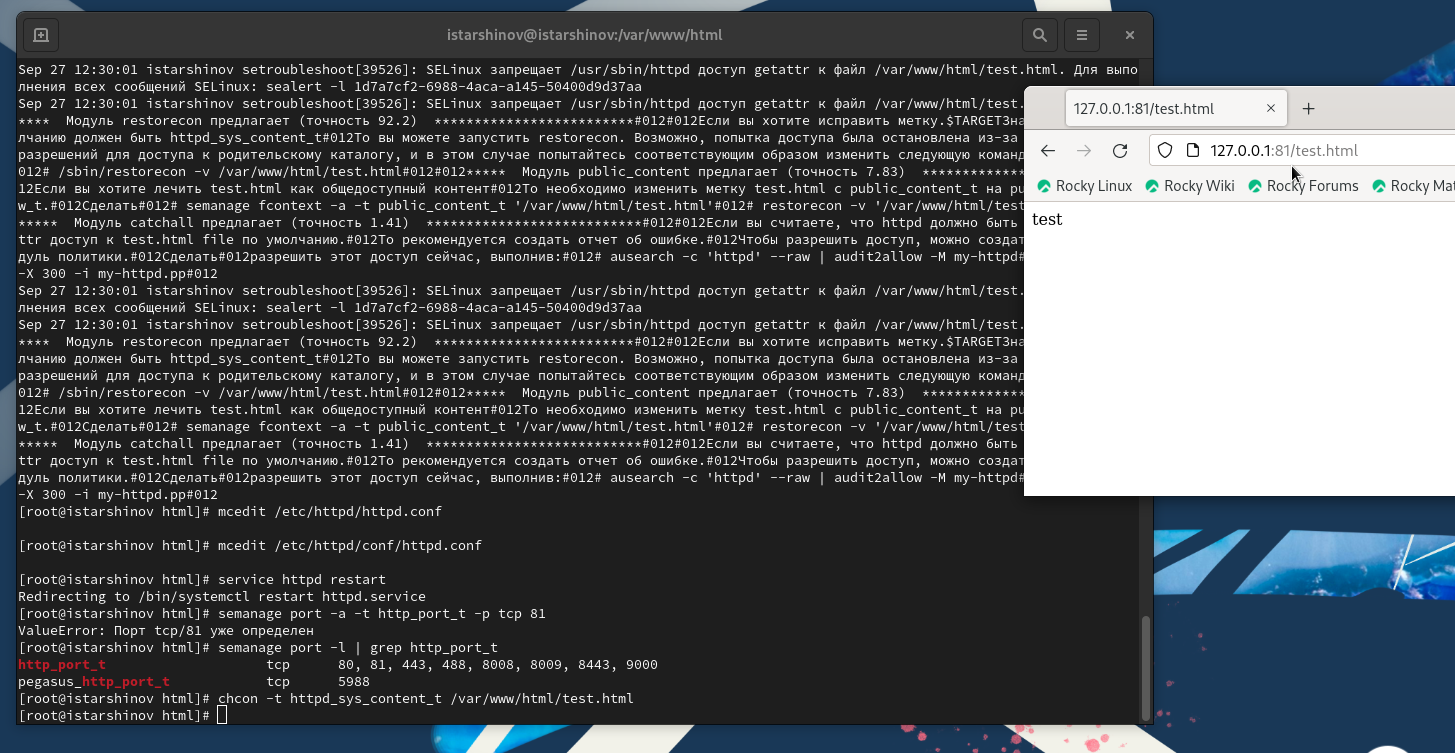 istarshinov@istarshinov:/var/www/html
Sep 27 12:30:01 istarshinov setroubleshoot[39526]: SELinux запрещает /usr/sbin/httpd доступ getattr к файл /var/www/html/test.html. Для выпо
лнения всех сообщений SELinux: sealert -l 1d7a7cf2-6988-4aca-a145-50400d9d37aa
Sep 27 12:30:01 istarshinov setroubleshoot[39526]: SELinux запрещает /usr/sbin/httpd доступ getattr к файл /var/www/html/test.
****  Модуль restorecon предлагает (точность 92.2)  ************************#012#012Если вы хотите исправить метку.$TARGETЗна
лчанию должен быть httpd_sys_content_t#012То вы можете запустить restorecon. Возможно, попытка доступа была остановлена из-за
разрешений для доступа к родительскому каталогу, и в этом случае попытайтесь соответствующим образом изменить следующую команд
012# /sbin/restorecon -v /var/www/html/test.html#012#012*****  Модуль public_content предлагает (точность 7.83)  *************
12Если вы хотите лечить test.html как общедоступный контент#012То необходимо изменить метку test.html с public_content_t на pu
w_t.#012Сделать#012# semanage fcontext -a -t public_content_t '/var/www/html/test.html'#012# restorecon -v '/var/www/html/test
*****  Модуль catchall предлагает (точность 1.41)  **************************#012#012Если вы считаете, что httpd должно быть
ttr доступ к test.html file по умолчанию.#012То рекомендуется создать отчет об ошибке.#012Чтобы разрешить доступ, можно создат
дуль политики.#012Сделать#012разрешить этот доступ сейчас, выполнив:#012# ausearch -c 'httpd' --raw | audit2allow -M my-httpd#
-X 300 -i my-httpd.pp#012
Sep 27 12:30:01 istarshinov setroubleshoot[39526]: SELinux запрещает /usr/sbin/httpd доступ getattr к файл /var/www/html/test.
лнения всех сообщений SELinux: sealert -l 1d7a7cf2-6988-4aca-a145-50400d9d37aa
Sep 27 12:30:01 istarshinov setroubleshoot[39526]: SELinux запрещает /usr/sbin/httpd доступ getattr к файл /var/www/html/test.
****  Модуль restorecon предлагает (точность 92.2)  ************************#012#012Если вы хотите исправить метку.$TARGETЗна
лчанию должен быть httpd_sys_content_t#012То вы можете запустить restorecon. Возможно, попытка доступа была остановлена из-за
разрешений для доступа к родительскому каталогу, и в этом случае попытайтесь соответствующим образом изменить следующую команд
012# /sbin/restorecon -v /var/www/html/test.html#012#012*****  Модуль public_content предлагает (точность 7.83)  *************
12Если вы хотите лечить test.html как общедоступный контент#012То необходимо изменить метку test.html с public_content_t на pu
w_t.#012Сделать#012# semanage fcontext -a -t public_content_t '/var/www/html/test.html'#012# restorecon -v '/var/www/html/test
*****  Модуль catchall предлагает (точность 1.41)  **************************#012#012Если вы считаете, что httpd должно быть
ttr доступ к test.html file по умолчанию.#012То рекомендуется создать отчет об ошибке.#012Чтобы разрешить доступ, можно создат
дуль политики.#012Сделать#012разрешить этот доступ сейчас, выполнив:#012# ausearch -c 'httpd' --raw | audit2allow -M my-httpd#
-X 300 -i my-httpd.pp#012
[root@istarshinov html]# mcedit /etc/httpd/httpd.conf
[root@istarshinov html]# mcedit /etc/httpd/conf/httpd.conf
[root@istarshinov html]# service httpd restart
Redirecting to /bin/systemctl restart httpd.service
[root@istarshinov html]# semanage port -a -t http_port_t -p tcp 81
ValueError: Порт tcp/81 уже определен
[root@istarshinov html]# semanage port -l | grep http_port_t
http_port_t                    tcp      80, 81, 443, 488, 8008, 8009, 8443, 9000
pegasus_http_port_t            tcp      5988
[root@istarshinov html]# chcon -t httpd_sys_content_t /var/www/html/test.html
[root@istarshinov html]#
127.0.0.1:81/test.html
127.0.0.1:81/test.html
Rocky Linux Rocky Wiki Rocky Forums Rocky Mat
test